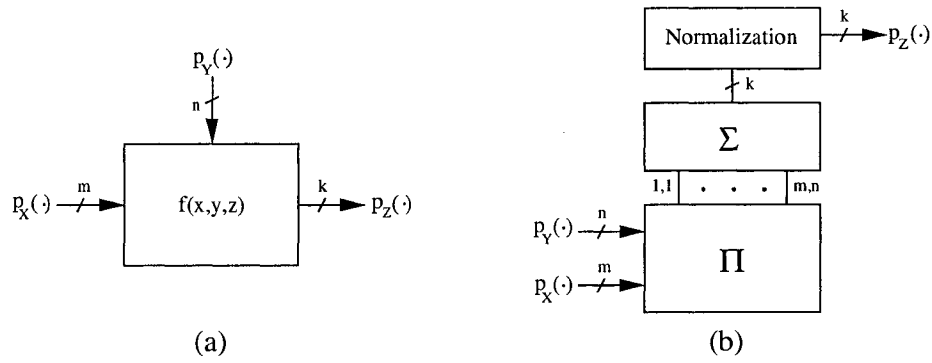 p_Y(·)
n
p_X(·)
m
f(x,y,z)
k
p_Z(·)
(a)
Normalization
k
p_Z(·)
k
Σ
1,1
. . .
m,n
p_Y(·)
n
p_X(·)
m
Π
(b)